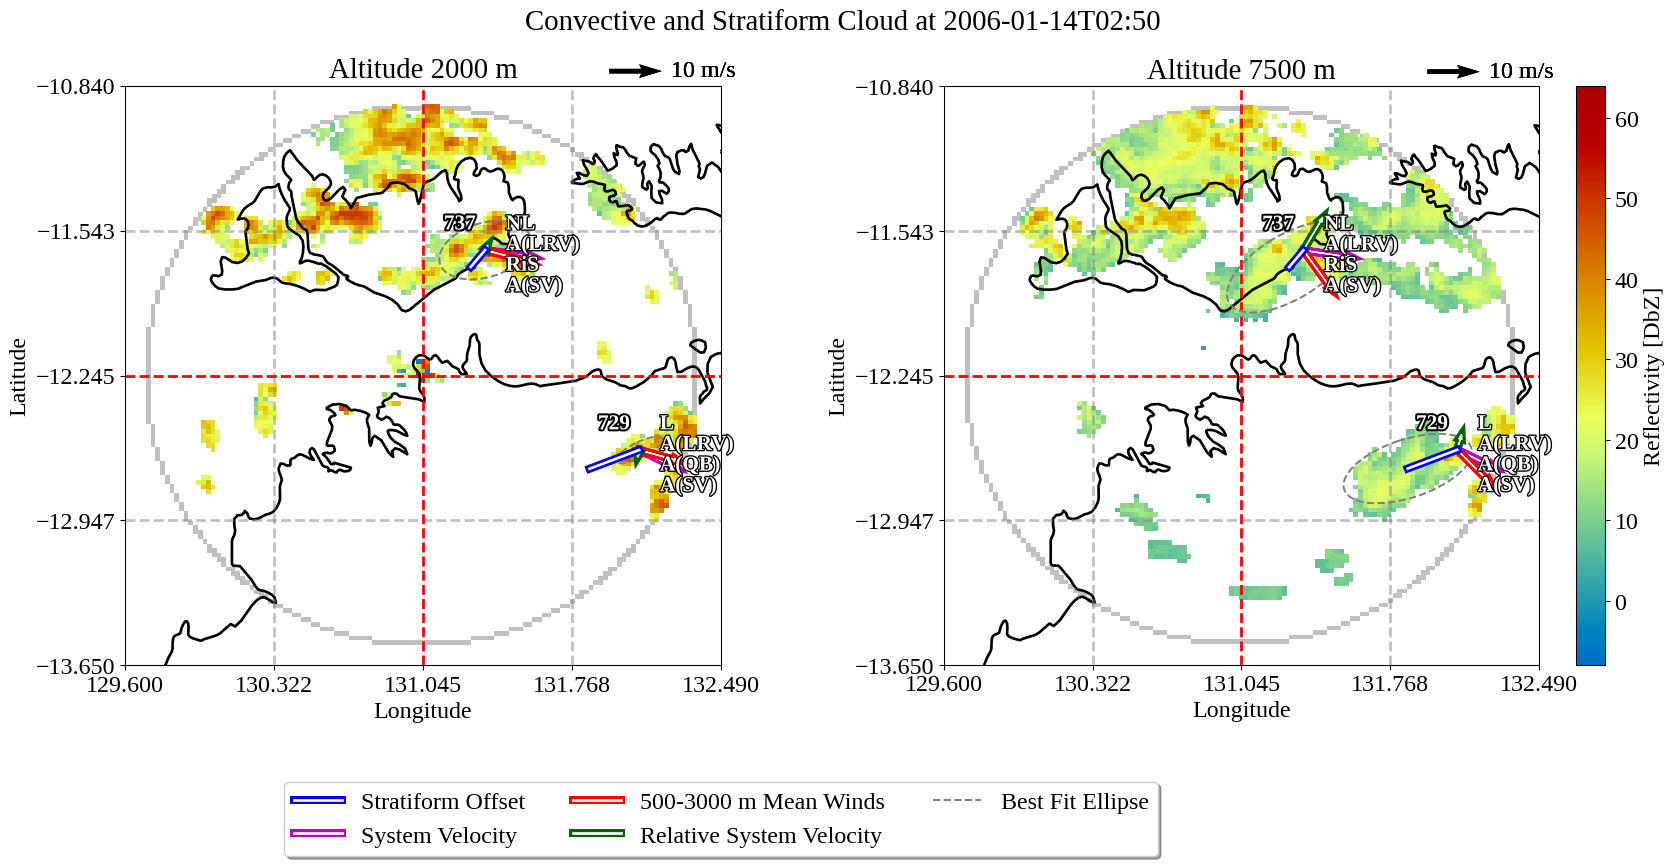 Convective and Stratiform Cloud at 2006-01-14T02:50
Altitude 2000 m
10 m/s
−10.840
−11.543
−12.245
−12.947
−13.650
129.600
130.322
131.045
131.768
132.490
Longitude
Latitude
737
NL
A(LRV)
RiS
A(SV)
729
L
A(LRV)
A(QB)
A(SV)
Altitude 7500 m
10 m/s
−10.840
−11.543
−12.245
−12.947
−13.650
129.600
130.322
131.045
131.768
132.490
Longitude
Latitude
737
NL
A(LRV)
RiS
A(SV)
729
L
A(LRV)
A(QB)
A(SV)
60
50
40
30
20
10
0
Reflectivity [DbZ]
Stratiform Offset
System Velocity
500-3000 m Mean Winds
Relative System Velocity
Best Fit Ellipse